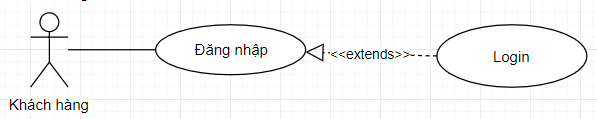 Đăng nhập
<<extends>>
Login
Khách hàng